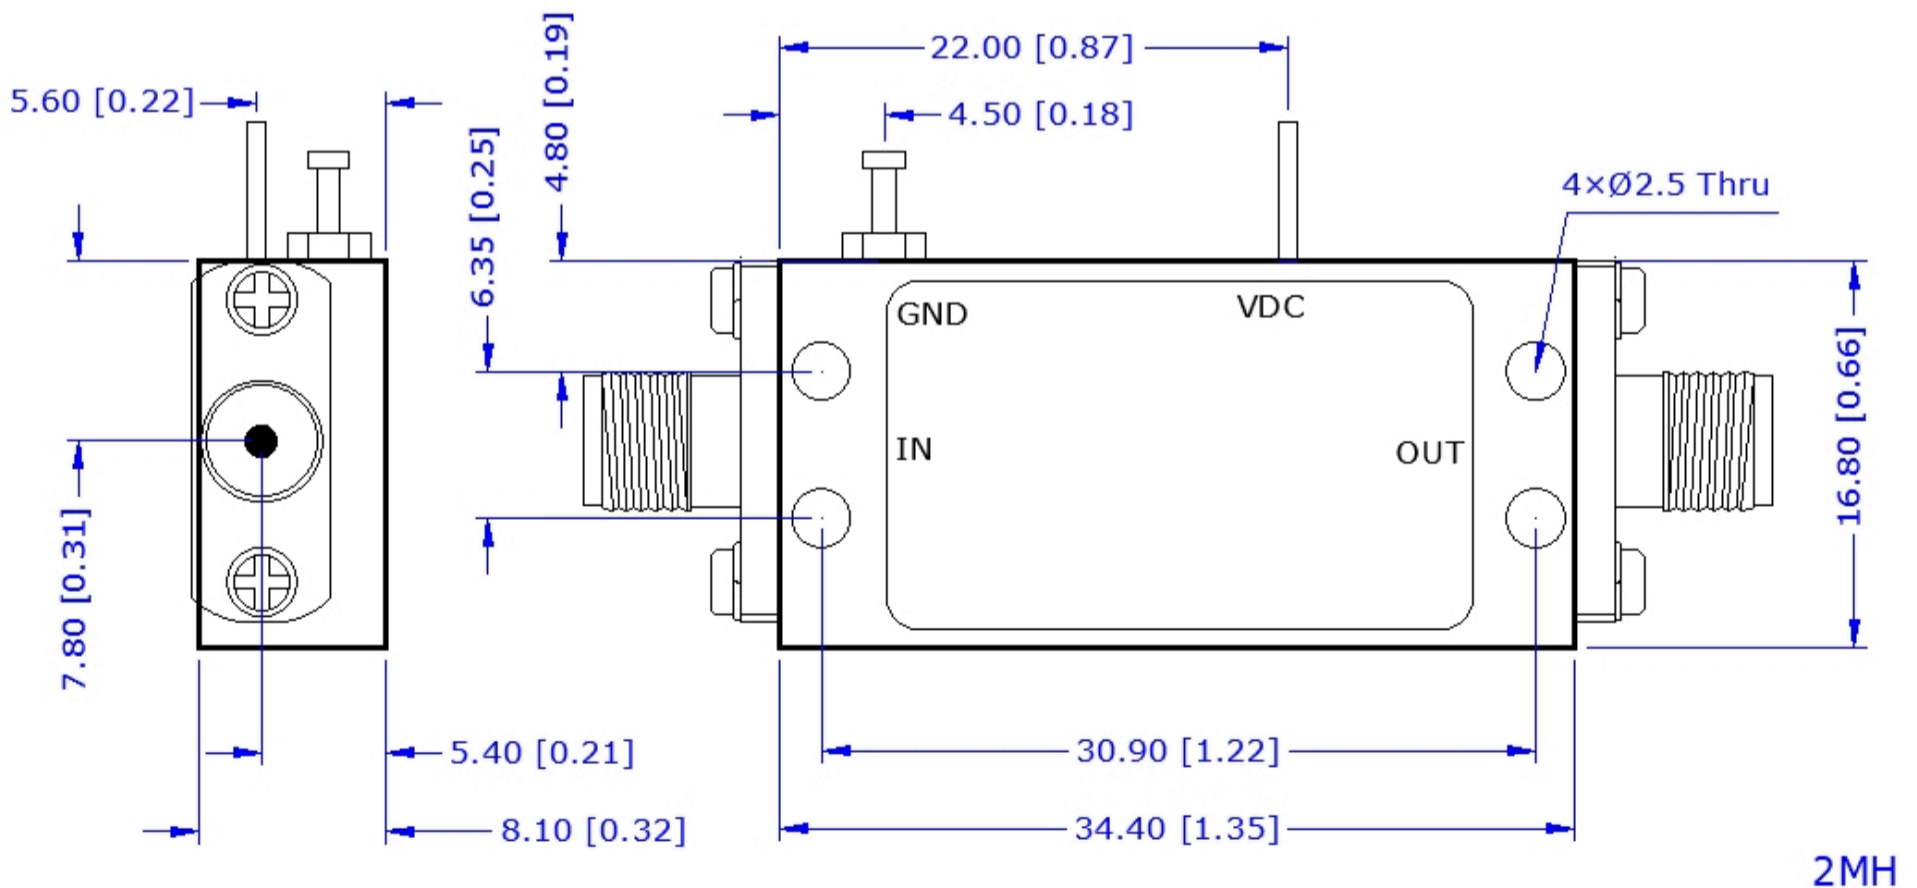 22.00 [0.87]
5.60 [0.22]
4.80 [0.19]
4.50 [0.18]
6.35 [0.25]
4×Ø2.5 Thru
GND
VDC
IN
OUT
16.80 [0.66]
7.80 [0.31]
5.40 [0.21]
30.90 [1.22]
8.10 [0.32]
34.40 [1.35]
2MH